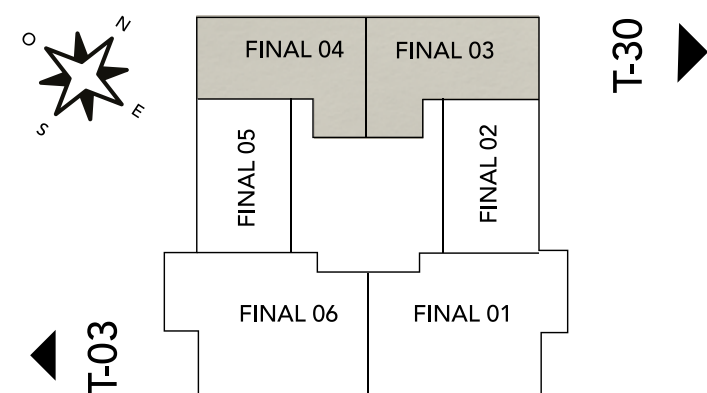 N
O
E
S
T-30
FINAL 04
FINAL 03
FINAL 05
FINAL 02
FINAL 06
FINAL 01
T-03